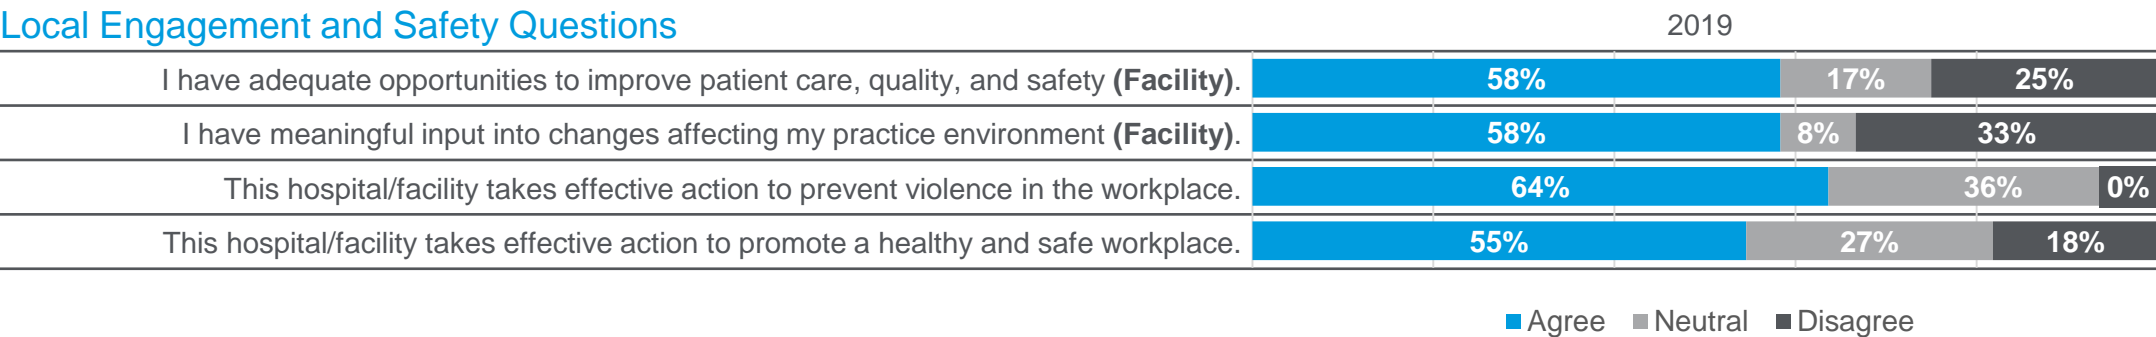 Local Engagement and Safety Questions 2019
I have adequate opportunities to improve patient care, quality, and safety (Facility). 58% 17% 25%
I have meaningful input into changes affecting my practice environment (Facility). 58% 8% 33%
This hospital/facility takes effective action to prevent violence in the workplace. 64% 36% 0%
This hospital/facility takes effective action to promote a healthy and safe workplace. 55% 27% 18%
Agree Neutral Disagree